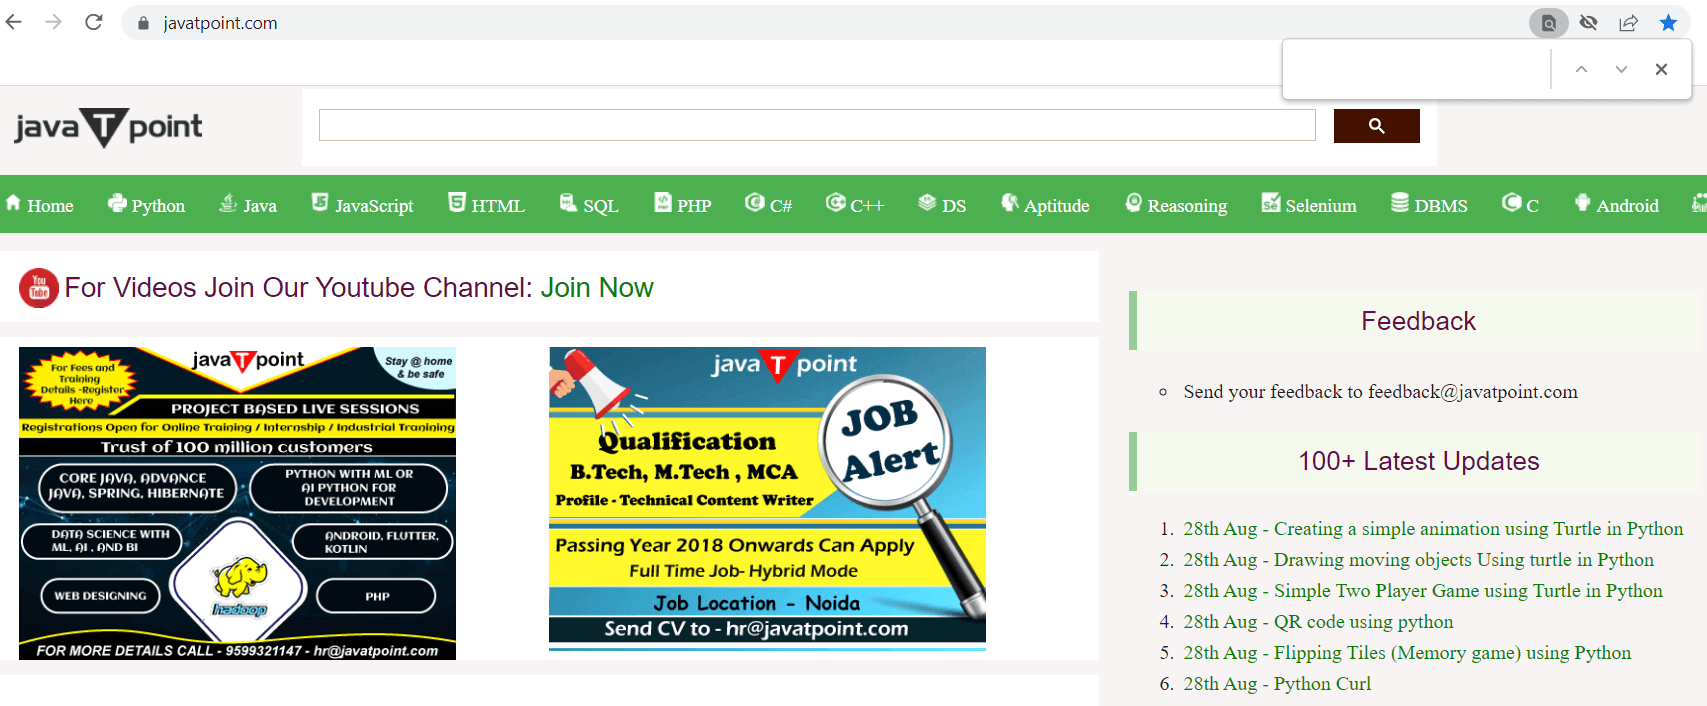 javatpoint.com
java T point
Home Python Java JavaScript HTML SQL PHP C# C++ DS Aptitude Reasoning Selenium DBMS C Android
You
Tube
For Videos Join Our Youtube Channel: Join Now
For Fees and
Training
Details -Register
Here
java T point
Stay @ home
& be safe
PROJECT BASED LIVE SESSIONS
Registrations Open for Online Training / Internship / Industrial Tranining
Trust of 100 million customers
CORE JAVA, ADVANCE
JAVA, SPRING, HIBERNATE
PYTHON WITH ML OR
AI PYTHON FOR
DEVELOPMENT
DATA SCIENCE WITH
ML, AI , AND BI
ANDROID, FLUTTER,
KOTLIN
WEB DESIGNING
hadoop
PHP
FOR MORE DETAILS CALL - 9599321147 - hr@javatpoint.com
java T point
JOB
Alert
Qualification
B.Tech, M.Tech , MCA
Profile - Technical Content Writer
Passing Year 2018 Onwards Can Apply
Full Time Job- Hybrid Mode
Job Location - Noida
Send CV to - hr@javatpoint.com
Feedback
Send your feedback to feedback@javatpoint.com
100+ Latest Updates
1. 28th Aug - Creating a simple animation using Turtle in Python
2. 28th Aug - Drawing moving objects Using turtle in Python
3. 28th Aug - Simple Two Player Game using Turtle in Python
4. 28th Aug - QR code using python
5. 28th Aug - Flipping Tiles (Memory game) using Python
6. 28th Aug - Python Curl